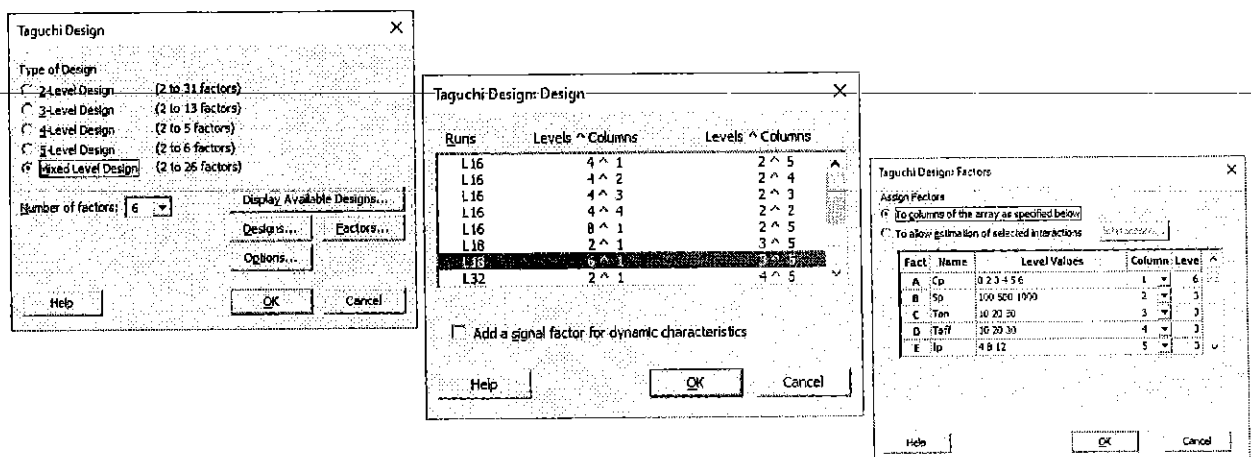 Taguchi Design
Type of Design
2-Level Design (2 to 31 factors)
3-Level Design (2 to 13 factors)
4-Level Design (2 to 5 factors)
5-Level Design (2 to 6 factors)
Mixed Level Design (2 to 26 factors)
Number of factors: 6
Display Available Designs...
Designs... Factors...
Options...
Help OK Cancel
Taguchi Design: Design
Runs Levels ^ Columns Levels ^ Columns
L16 4 ^ 1 2 ^ 5
L16 4 ^ 2 2 ^ 4
L16 4 ^ 3 2 ^ 3
L16 4 ^ 4 2 ^ 2
L16 8 ^ 1 2 ^ 5
L18 2 ^ 1 3 ^ 5
L18 6 ^ 1 3 ^ 5
L32 2 ^ 1 4 ^ 5
Add a signal factor for dynamic characteristics
Help OK Cancel
Taguchi Design: Factors
Assign Factors
To columns of the array as specified below
To allow estimation of selected interactions
Fact Name Level Values Column Leve
A Cp 0 2 3 4 5 6 1 6
B Sp 100 500 1000 2 3
C Ton 10 20 30 3 3
D Toff 10 20 30 4 3
E Ip 4 8 12 5 3
Help OK Cancel